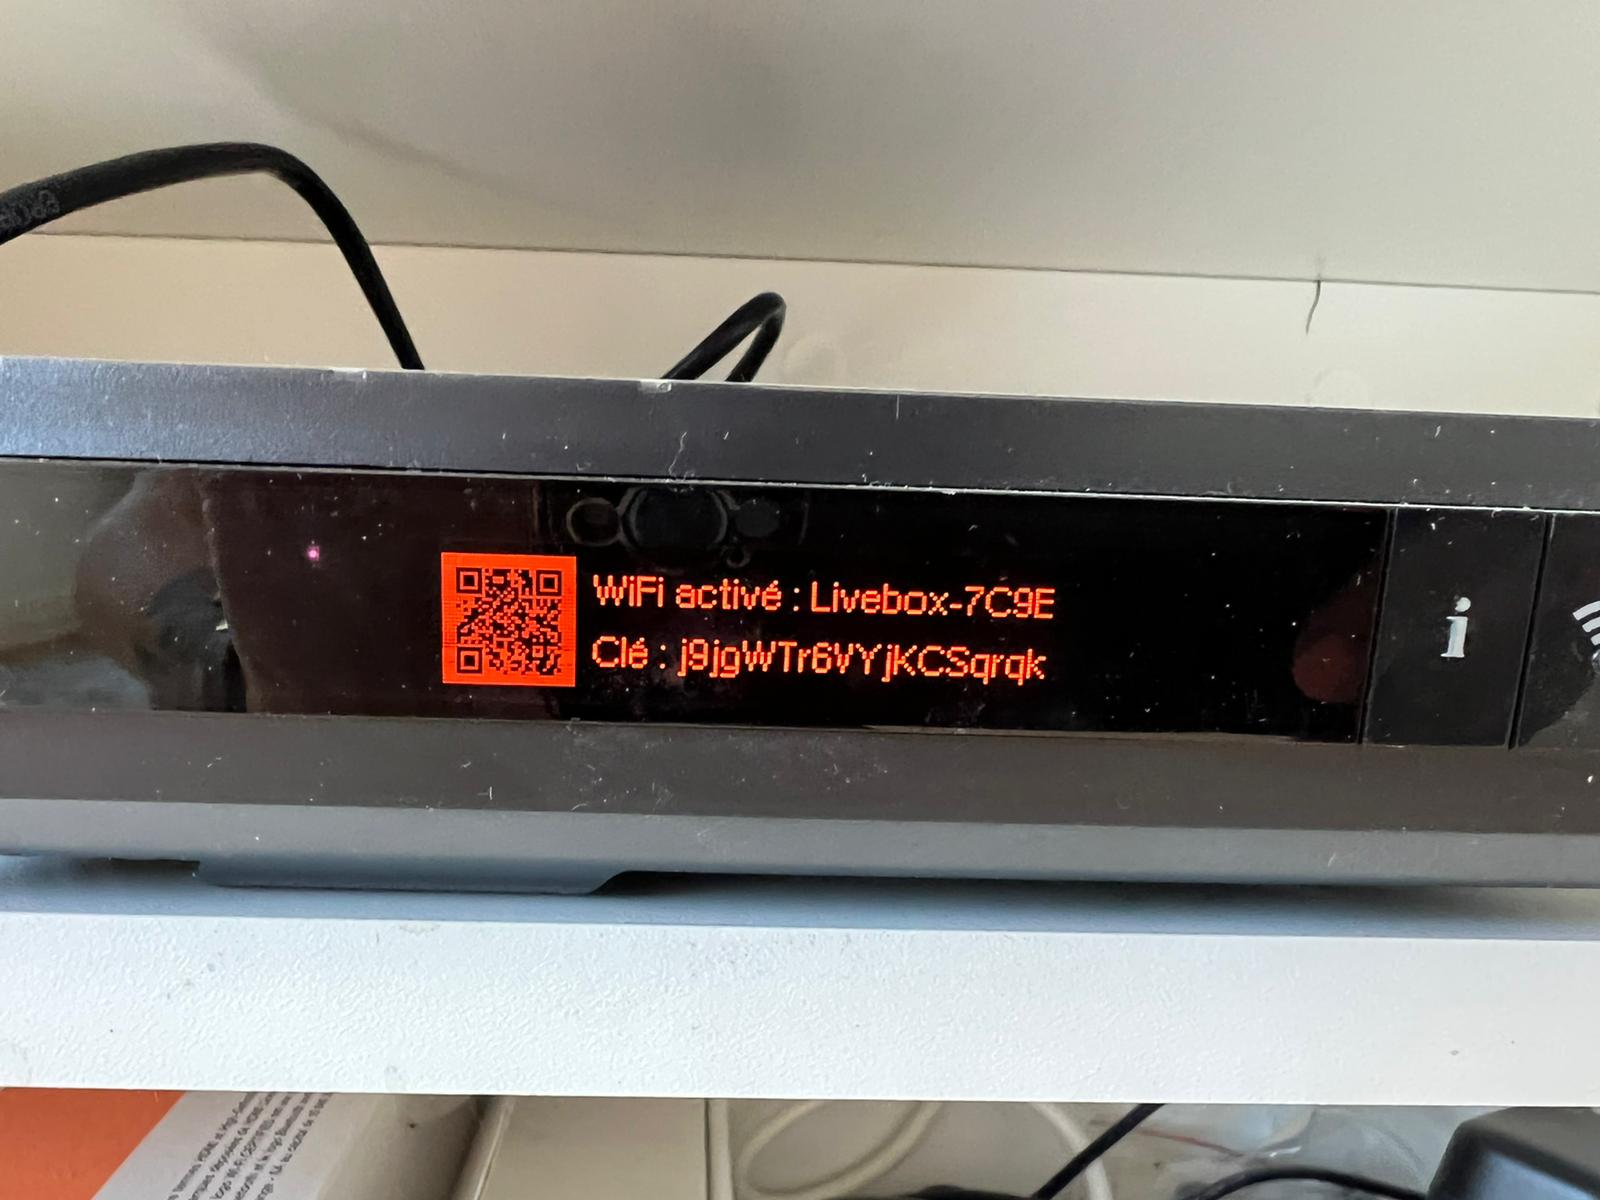 WiFi activé : Livebox-7C9E
Clé : j9jgWTr6VYjKCSqrqk
i